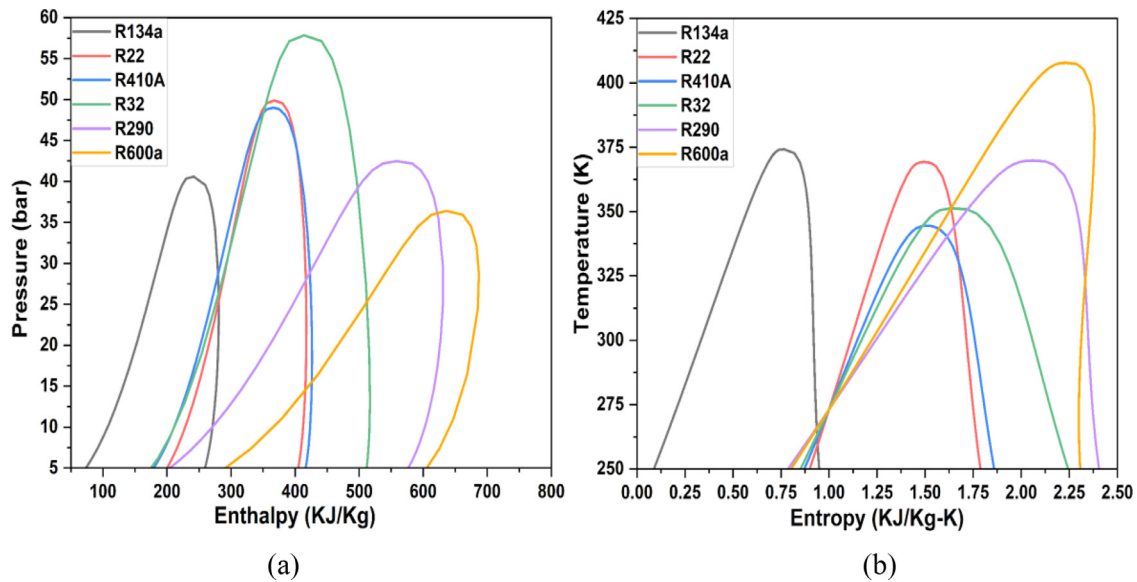 60
55
50
45
40
35
30
25
20
15
10
5
100 200 300 400 500 600 700 800
Pressure (bar)
Enthalpy (KJ/Kg)
R134a
R22
R410A
R32
R290
R600a
(a)
425
400
375
350
325
300
275
250
0.00 0.25 0.50 0.75 1.00 1.25 1.50 1.75 2.00 2.25 2.50
Temperature (K)
Entropy (KJ/Kg-K)
R134a
R22
R410A
R32
R290
R600a
(b)